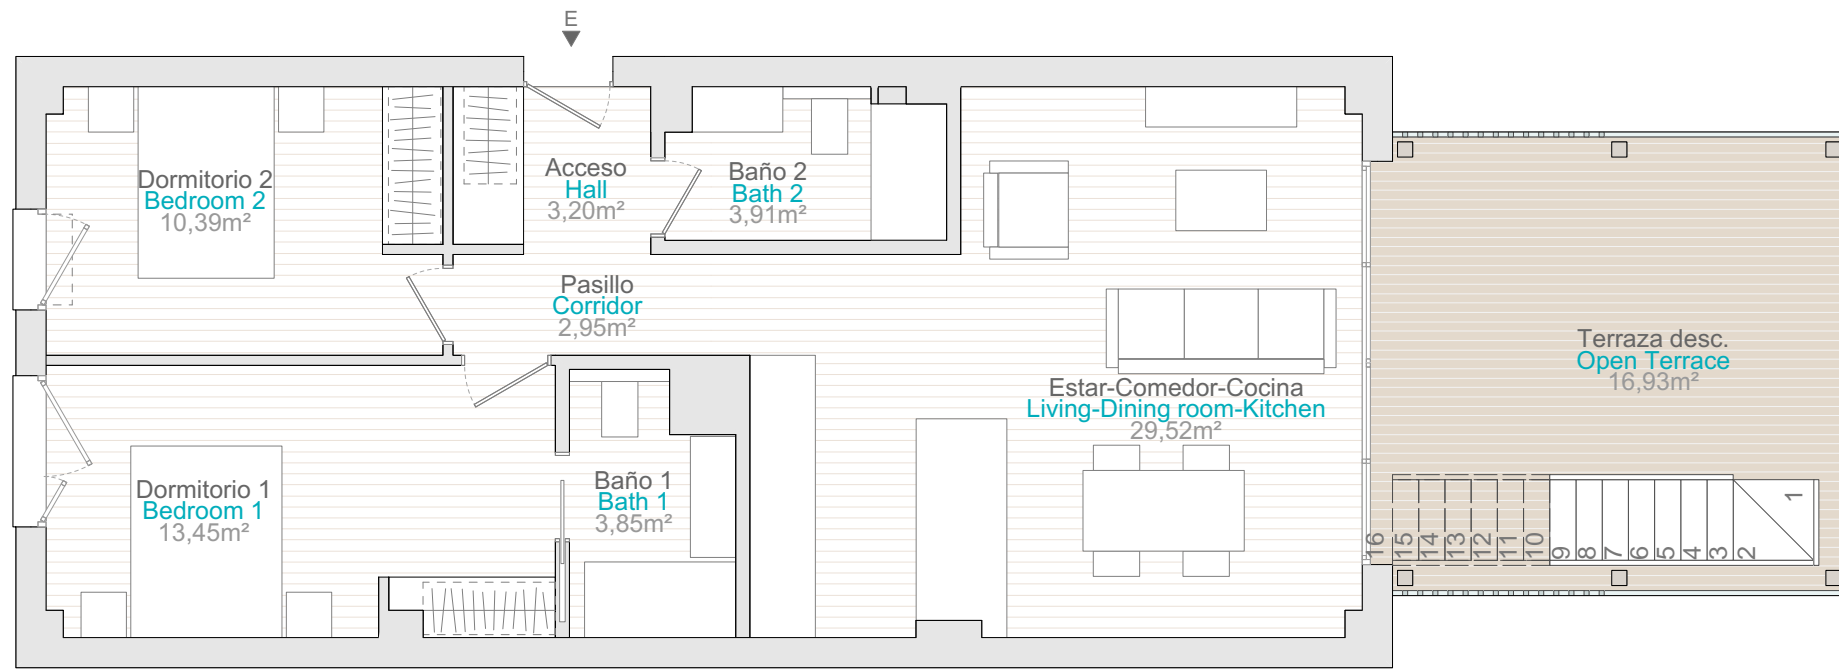 E
Dormitorio 2
Bedroom 2
10,39m²
Acceso
Hall
3,20m²
Baño 2
Bath 2
3,91m²
Pasillo
Corridor
2,95m²
Estar-Comedor-Cocina
Living-Dining room-Kitchen
29,52m²
Terraza desc.
Open Terrace
16,93m²
Dormitorio 1
Bedroom 1
13,45m²
Baño 1
Bath 1
3,85m²
16
15
14
13
12
11
10
9
8
7
6
5
4
3
2
1